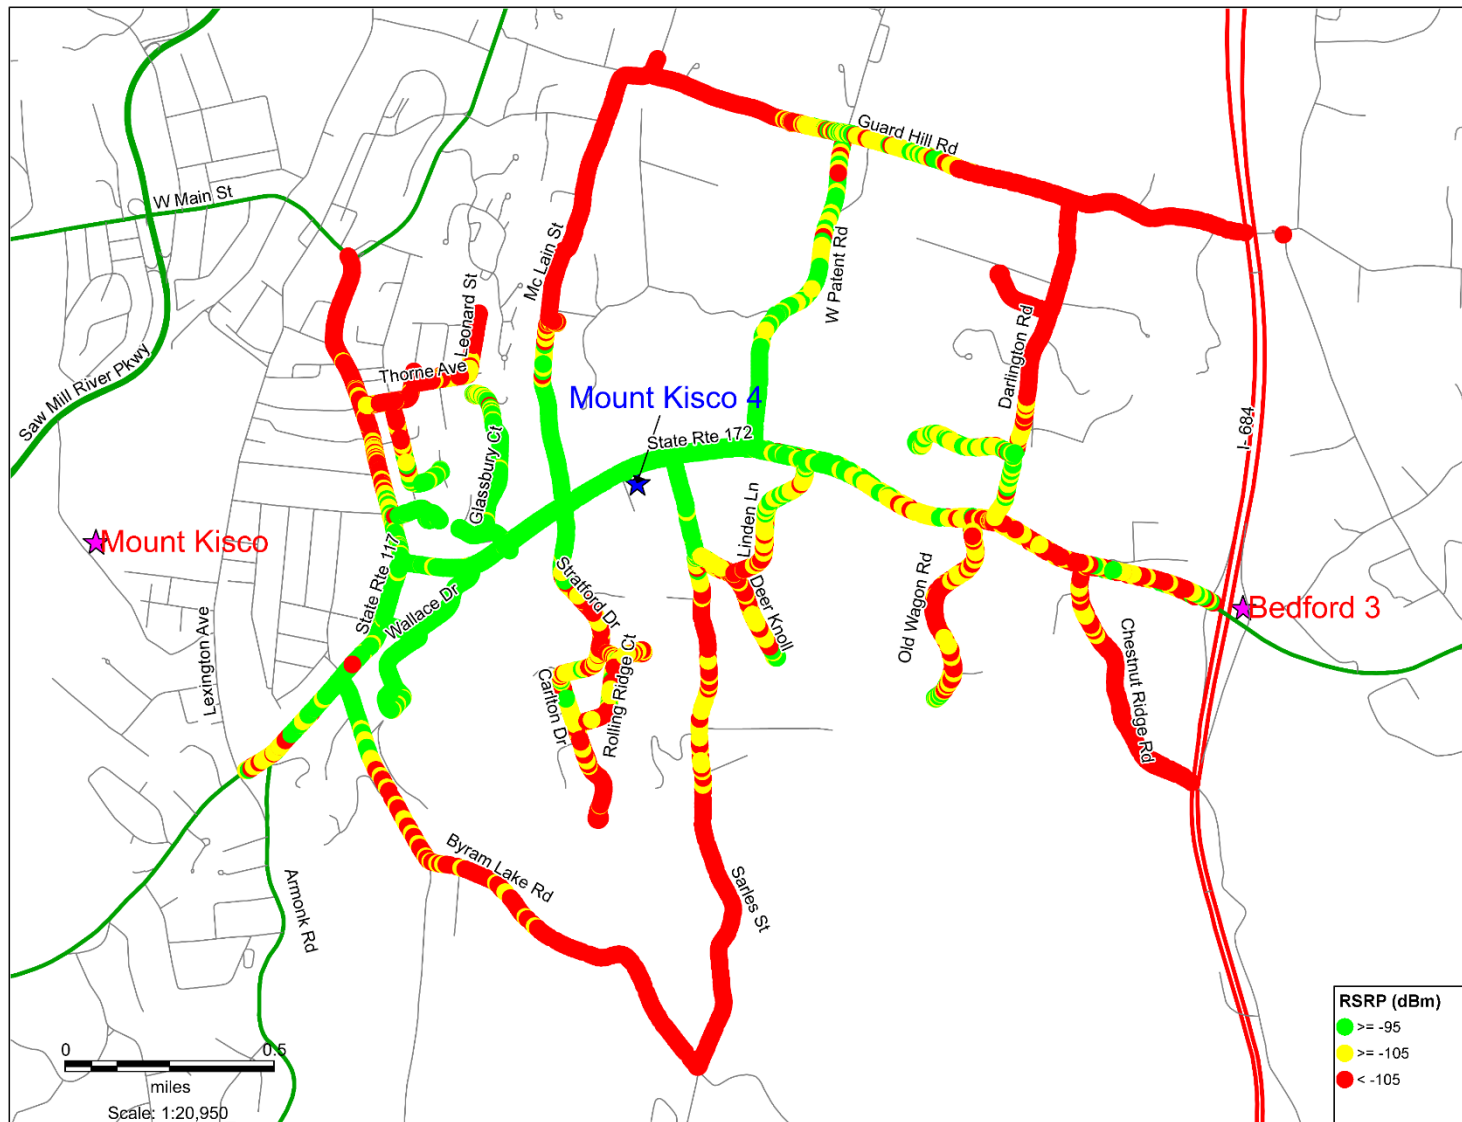 Guard Hill Rd
W Main St
Mc Lain St
W Patent Rd
Leonard St
Saw Mill River Pkwy
Thorne Ave
Darlington Rd
Mount Kisco 4
I- 684
State Rte 172
Glassbury Ct
Linden Ln
Mount Kisco
State Rte 117
Wallace Dr
Stratford Dr
Deer Knoll
Old Wagon Rd
Bedford 3
Lexington Ave
Carlton Dr
Rolling Ridge Ct
Chestnut Ridge Rd
Byram Lake Rd
Sarles St
Armonk Rd
RSRP (dBm)
>= -95
>= -105
< -105
0 0.5
miles
Scale: 1:20,950